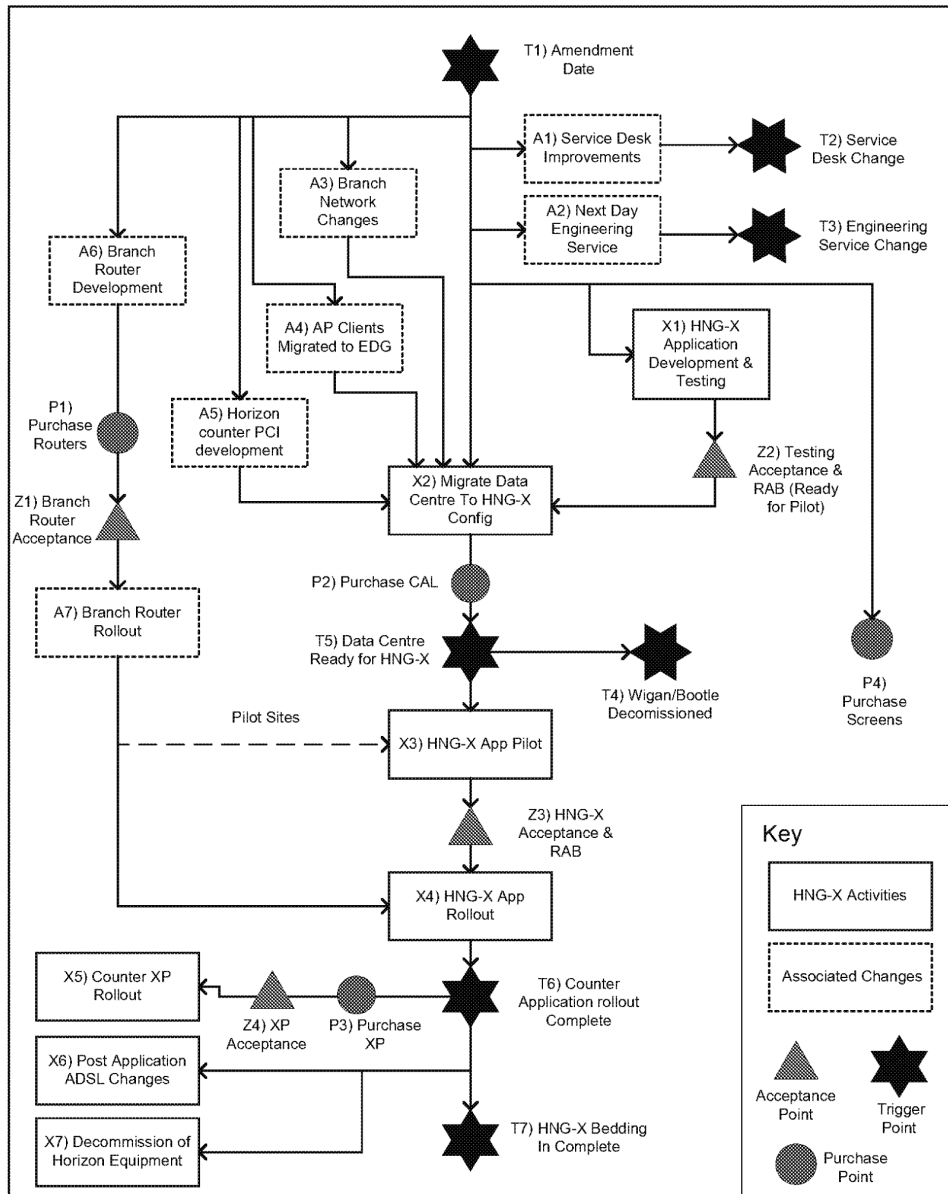 T1) Amendment
Date
A1) Service Desk
Improvements
T2) Service
Desk Change
A3) Branch
Network
Changes
A2) Next Day
Engineering
Service
T3) Engineering
Service Change
A6) Branch
Router
Development
A4) AP Clients
Migrated to EDG
X1) HNG-X
Application
Development &
Testing
P1)
Purchase
Routers
A5) Horizon
counter PCI
development
Z2) Testing
Acceptance &
RAB (Ready
for Pilot)
X2) Migrate Data
Centre To HNG-X
Config
Z1) Branch
Router
Acceptance
P2) Purchase CAL
A7) Branch Router
Rollout
T5) Data Centre
Ready for HNG-X
T4) Wigan/Bootle
Decomissioned
P4)
Purchase
Screens
Pilot Sites
X3) HNG-X App Pilot
Z3) HNG-X
Acceptance &
RAB
X4) HNG-X App
Rollout
X5) Counter XP
Rollout
Z4) XP
Acceptance
P3) Purchase
XP
T6) Counter
Application rollout
Complete
X6) Post Application
ADSL Changes
X7) Decommission of
Horizon Equipment
T7) HNG-X Bedding
In Complete
Key
HNG-X Activities
Associated Changes
Acceptance
Point
Trigger
Point
Purchase
Point